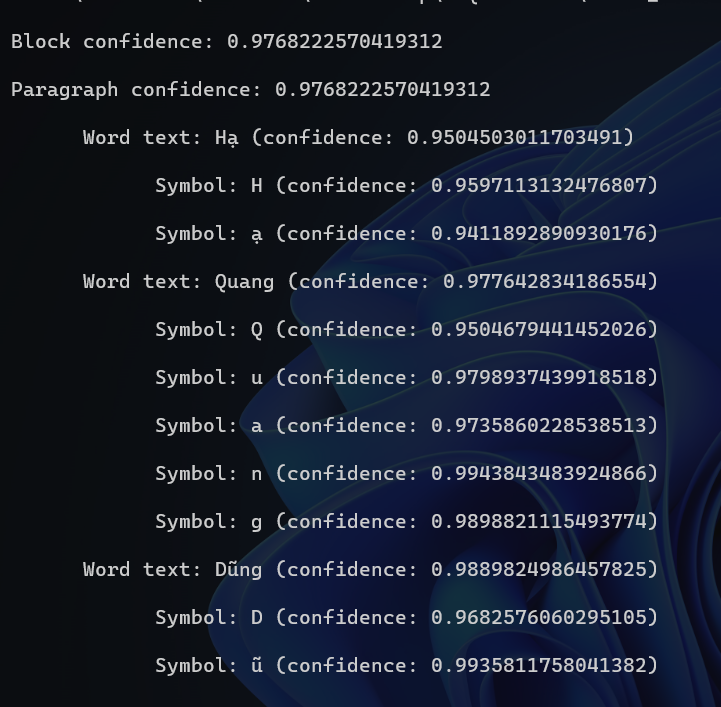 Block confidence: 0.9768222570419312
Paragraph confidence: 0.9768222570419312
Word text: Hạ (confidence: 0.9504503011703491)
Symbol: H (confidence: 0.9597113132476807)
Symbol: ạ (confidence: 0.9411892890930176)
Word text: Quang (confidence: 0.977642834186554)
Symbol: Q (confidence: 0.9504679441452026)
Symbol: u (confidence: 0.9798937439918518)
Symbol: a (confidence: 0.9735860228538513)
Symbol: n (confidence: 0.9943843483924866)
Symbol: g (confidence: 0.9898821115493774)
Word text: Dũng (confidence: 0.9889824986457825)
Symbol: D (confidence: 0.9682576060295105)
Symbol: ũ (confidence: 0.9935811758041382)